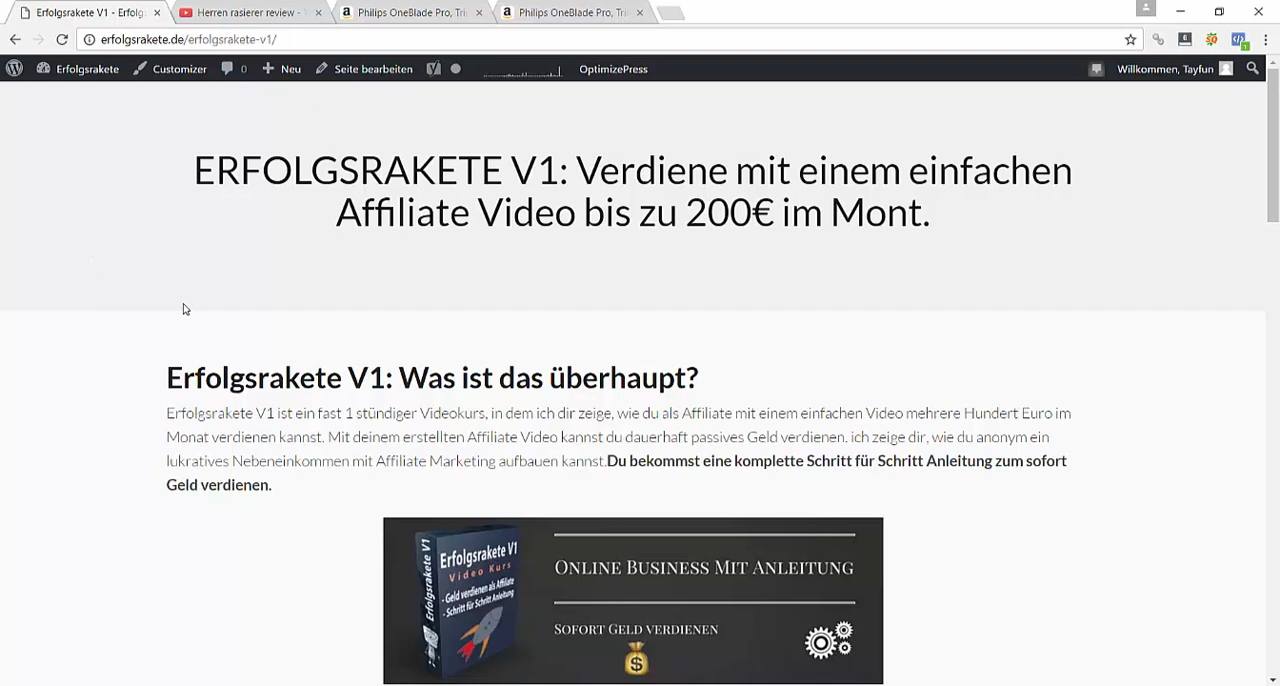 Erfolgsrakete V1 - Erfolg:
Herren rasierer review -
Philips OneBlade Pro, Tri
Philips OneBlade Pro, Tri
erfolgsrakete.de/erfolgsrakete-v1/
Erfolgsrakete
Customizer
0
Neu
Seite bearbeiten
OptimizePress
Willkommen, Tayfun
ERFOLGSRAKETE V1: Verdiene mit einem einfachen
Affiliate Video bis zu 200€ im Mont.
Erfolgsrakete V1: Was ist das überhaupt?
Erfolgsrakete V1 ist ein fast 1 stündiger Videokurs, in dem ich dir zeige, wie du als Affiliate mit einem einfachen Video mehrere Hundert Euro im
Monat verdienen kannst. Mit deinem erstellten Affiliate Video kannst du dauerhaft passives Geld verdienen. ich zeige dir, wie du anonym ein
lukratives Nebeneinkommen mit Affiliate Marketing aufbauen kannst.Du bekommst eine komplette Schritt für Schritt Anleitung zum sofort
Geld verdienen.
Erfolgsrakete V1
Erfolgsrakete V1
Video Kurs
- Geld verdienen als Affiliate
- Schritt für Schritt Anleitung
Online Business Mit Anleitung
Sofort Geld verdienen